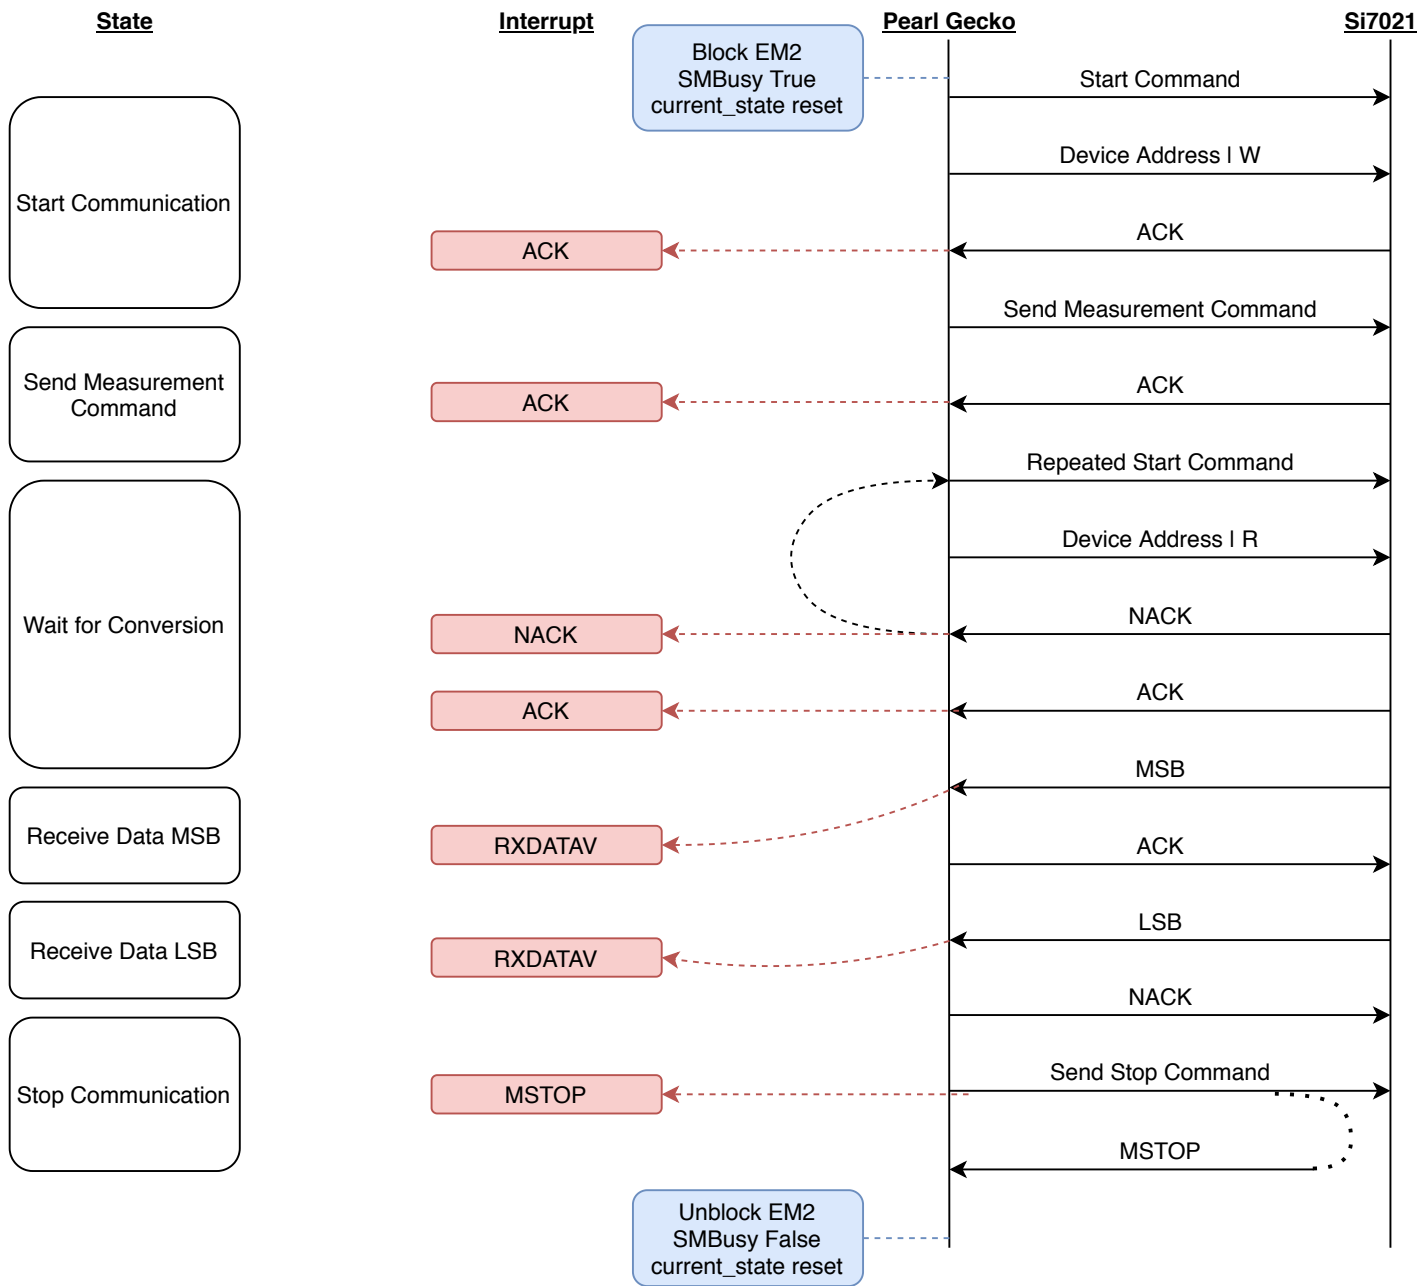 State
Interrupt
Pearl Gecko
Si7021
Block EM2
SMBusy True
current_state reset
Start Command
Device Address | W
Start Communication
ACK
ACK
Send Measurement Command
Send Measurement
Command
ACK
ACK
Repeated Start Command
Device Address | R
Wait for Conversion
NACK
NACK
ACK
ACK
MSB
Receive Data MSB
RXDATAV
ACK
LSB
Receive Data LSB
RXDATAV
NACK
Send Stop Command
Stop Communication
MSTOP
MSTOP
Unblock EM2
SMBusy False
current_state reset